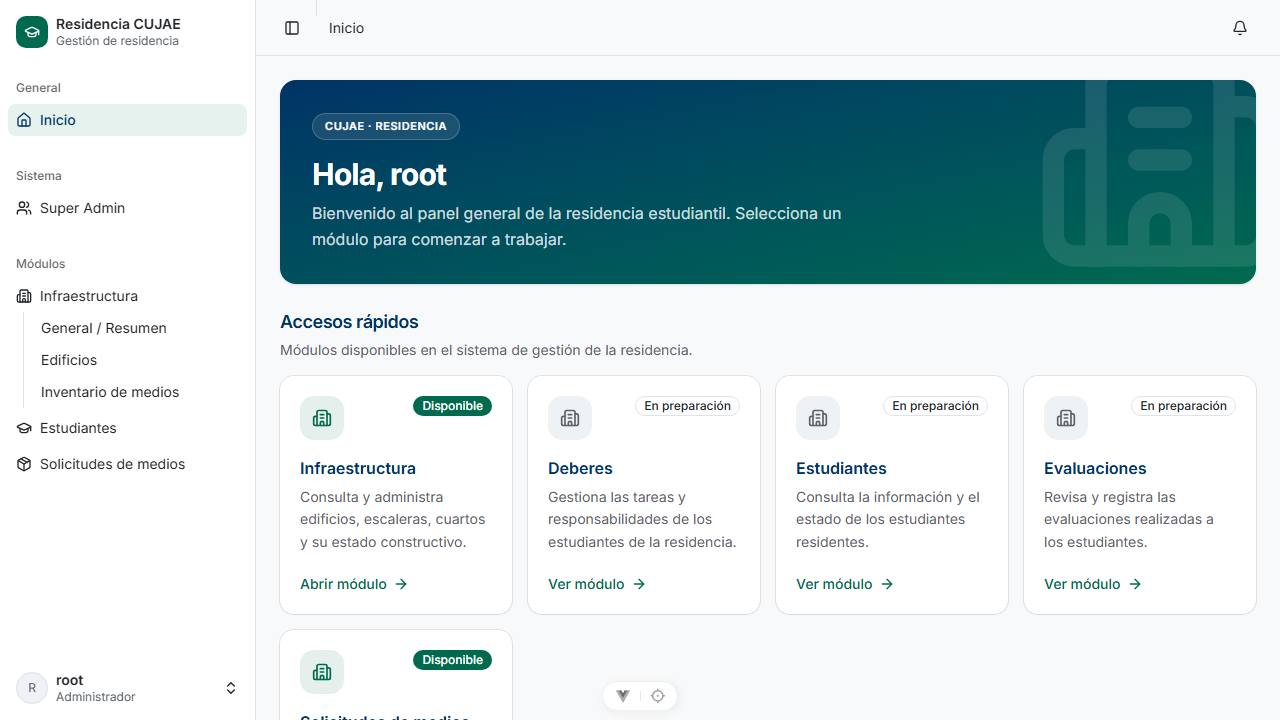 Residencia CUJAE
Gestión de residencia
General
Inicio
Sistema
Super Admin
Módulos
Infraestructura
General / Resumen
Edificios
Inventario de medios
Estudiantes
Solicitudes de medios
R
root
Administrador
Inicio
CUJAE · RESIDENCIA
Hola, root
Bienvenido al panel general de la residencia estudiantil. Selecciona un
módulo para comenzar a trabajar.
Accesos rápidos
Módulos disponibles en el sistema de gestión de la residencia.
Disponible
Infraestructura
Consulta y administra
edificios, escaleras, cuartos
y su estado constructivo.
Abrir módulo
En preparación
Deberes
Gestiona las tareas y
responsabilidades de los
estudiantes de la residencia.
Ver módulo
En preparación
Estudiantes
Consulta la información y el
estado de los estudiantes
residentes.
Ver módulo
En preparación
Evaluaciones
Revisa y registra las
evaluaciones realizadas a
los estudiantes.
Ver módulo
Disponible
Solicitudes de medios